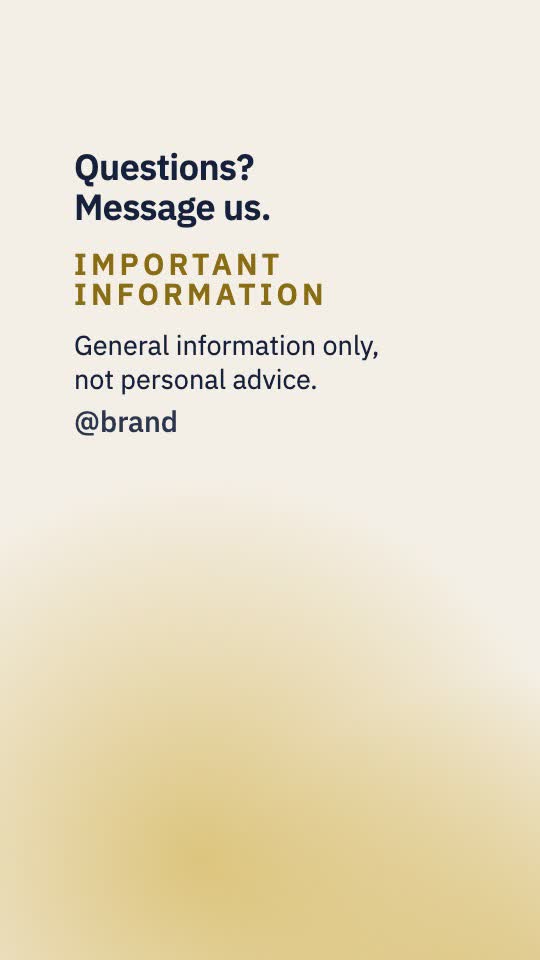 Questions?
Message us.
IMPORTANT
INFORMATION
General information only,
not personal advice.
@brand